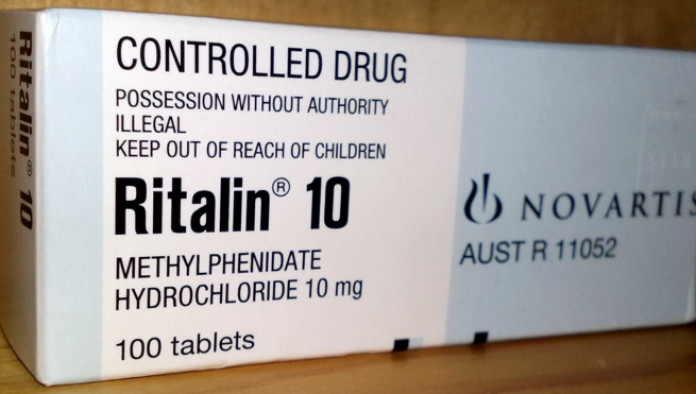 Ritalin® 10
100 tablets
CONTROLLED DRUG
POSSESSION WITHOUT AUTHORITY
ILLEGAL
KEEP OUT OF REACH OF CHILDREN
Ritalin® 10
METHYLPHENIDATE
HYDROCHLORIDE 10 mg
100 tablets
NOVARTIS
AUST R 11052